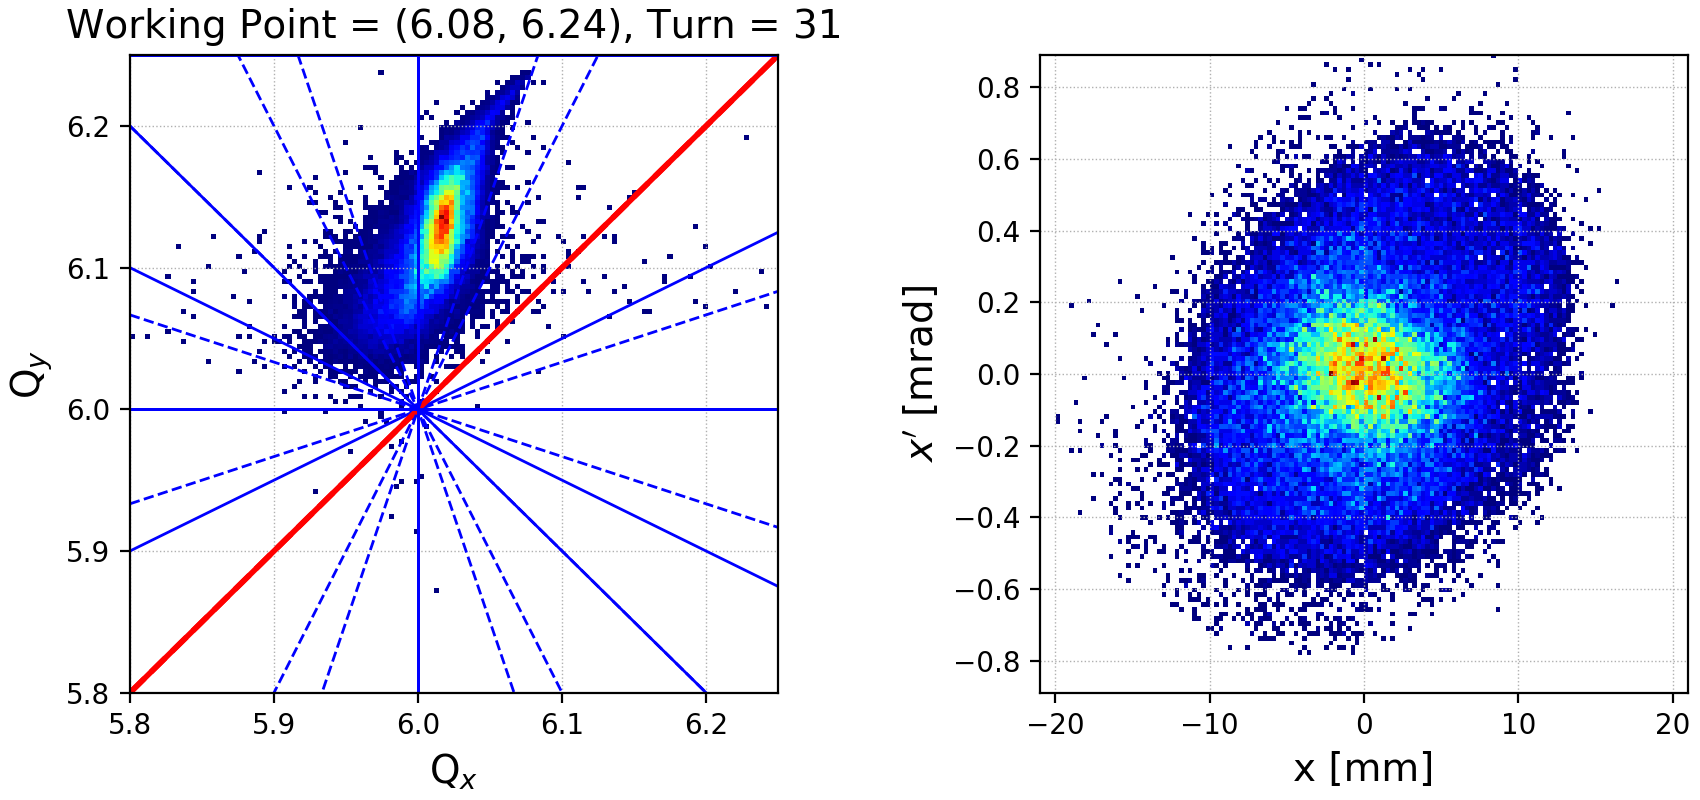 Working Point = (6.08, 6.24), Turn = 31
6.2
6.1
6.0
5.9
5.8
Q_y
5.8 5.9 6.0 6.1 6.2
Q_x
0.8
0.6
0.4
0.2
0.0
−0.2
−0.4
−0.6
−0.8
x′ [mrad]
−20 −10 0 10 20
x [mm]